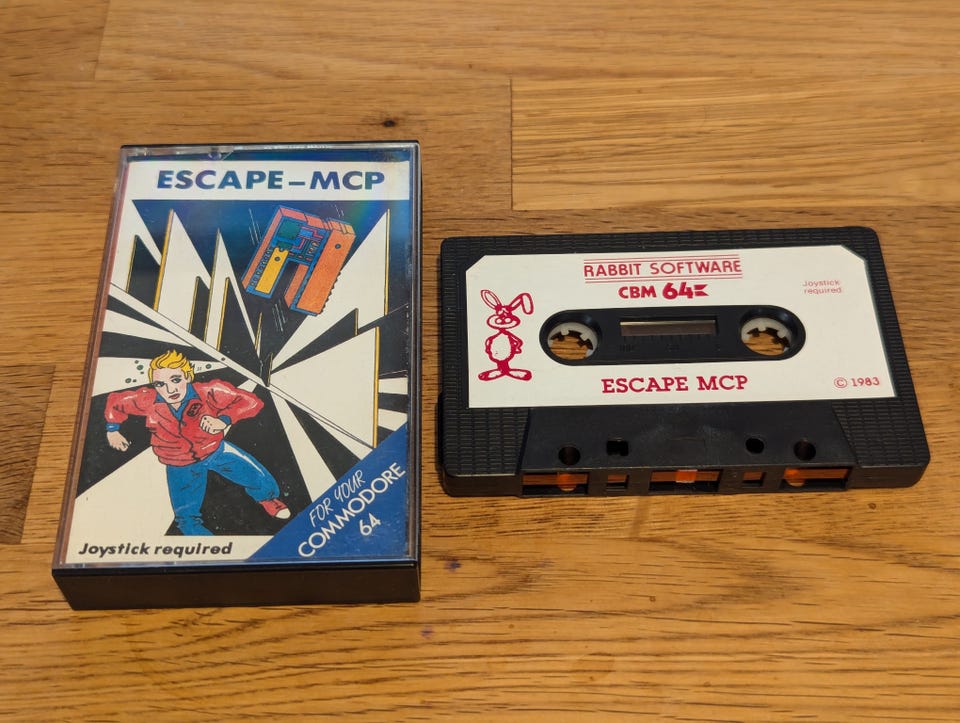 ESCAPE–MCP
FOR YOUR
COMMODORE
64
Joystick required
RABBIT SOFTWARE
CBM 64
Joystick
required
ESCAPE MCP
© 1983